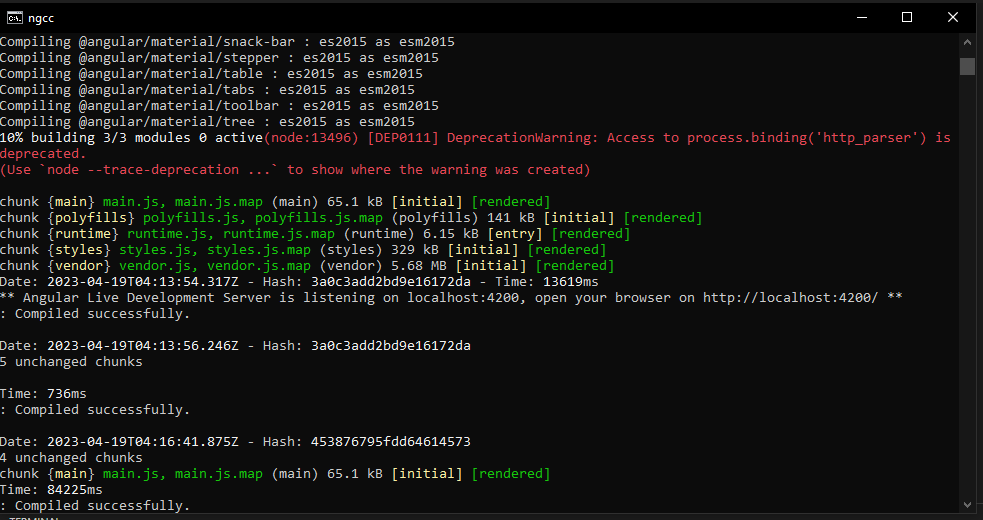 ngcc
Compiling @angular/material/snack-bar : es2015 as esm2015
Compiling @angular/material/stepper : es2015 as esm2015
Compiling @angular/material/table : es2015 as esm2015
Compiling @angular/material/tabs : es2015 as esm2015
Compiling @angular/material/toolbar : es2015 as esm2015
Compiling @angular/material/tree : es2015 as esm2015
10% building 3/3 modules 0 active(node:13496) [DEP0111] DeprecationWarning: Access to process.binding('http_parser') is
deprecated.
(Use `node --trace-deprecation ...` to show where the warning was created)
chunk {main} main.js, main.js.map (main) 65.1 kB [initial] [rendered]
chunk {polyfills} polyfills.js, polyfills.js.map (polyfills) 141 kB [initial] [rendered]
chunk {runtime} runtime.js, runtime.js.map (runtime) 6.15 kB [entry] [rendered]
chunk {styles} styles.js, styles.js.map (styles) 329 kB [initial] [rendered]
chunk {vendor} vendor.js, vendor.js.map (vendor) 5.68 MB [initial] [rendered]
Date: 2023-04-19T04:13:54.317Z - Hash: 3a0c3add2bd9e16172da - Time: 13619ms
** Angular Live Development Server is listening on localhost:4200, open your browser on http://localhost:4200/ **
: Compiled successfully.
Date: 2023-04-19T04:13:56.246Z - Hash: 3a0c3add2bd9e16172da
5 unchanged chunks
Time: 736ms
: Compiled successfully.
Date: 2023-04-19T04:16:41.875Z - Hash: 453876795fdd64614573
4 unchanged chunks
chunk {main} main.js, main.js.map (main) 65.1 kB [initial] [rendered]
Time: 84225ms
: Compiled successfully.